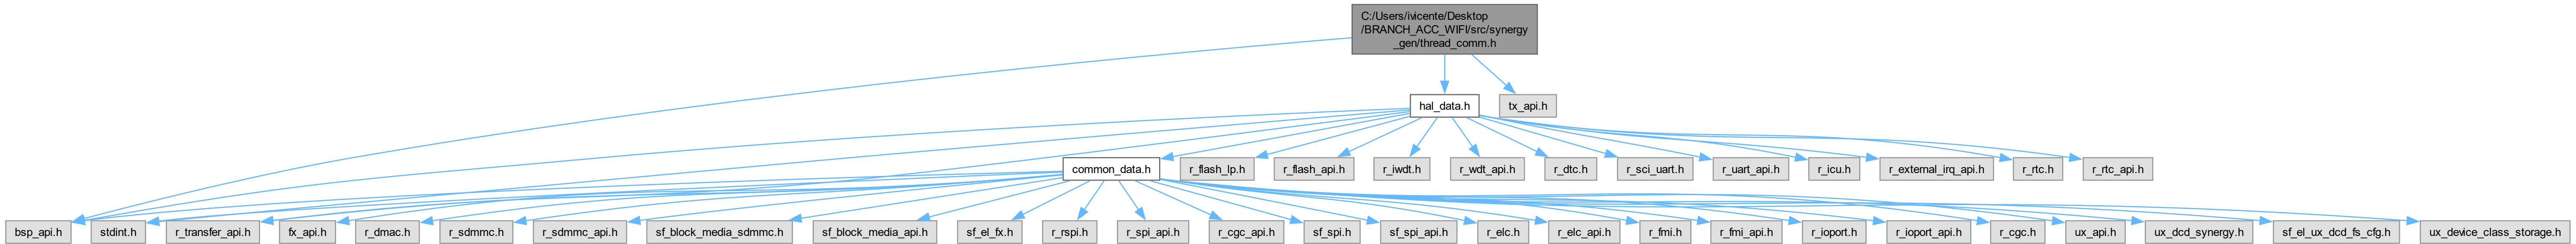 C:/Users/ivicente/Desktop
/BRANCH_ACC_WIFI/src/synergy
_gen/thread_comm.h
hal_data.h
tx_api.h
common_data.h
r_flash_lp.h
r_flash_api.h
r_iwdt.h
r_wdt_api.h
r_dtc.h
r_sci_uart.h
r_uart_api.h
r_icu.h
r_external_irq_api.h
r_rtc.h
r_rtc_api.h
bsp_api.h
stdint.h
r_transfer_api.h
fx_api.h
r_dmac.h
r_sdmmc.h
r_sdmmc_api.h
sf_block_media_sdmmc.h
sf_block_media_api.h
sf_el_fx.h
r_rspi.h
r_spi_api.h
r_cgc_api.h
sf_spi.h
sf_spi_api.h
r_elc.h
r_elc_api.h
r_fmi.h
r_fmi_api.h
r_ioport.h
r_ioport_api.h
r_cgc.h
ux_api.h
ux_dcd_synergy.h
sf_el_ux_dcd_fs_cfg.h
ux_device_class_storage.h